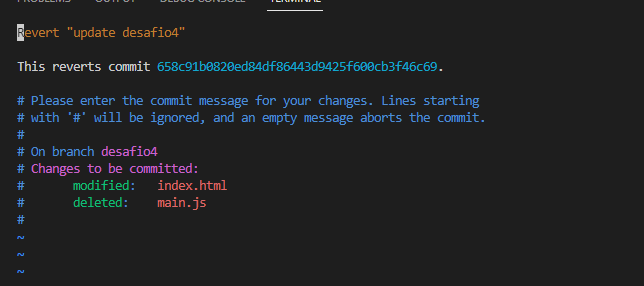 PROBLEMS OUTPUT DEBUG CONSOLE TERMINAL
Revert "update desafio4"
This reverts commit 658c91b0820ed84df86443d9425f600cb3f46c69.
# Please enter the commit message for your changes. Lines starting
# with '#' will be ignored, and an empty message aborts the commit.
#
# On branch desafio4
# Changes to be committed:
#       modified:   index.html
#       deleted:    main.js
#
~
~
~